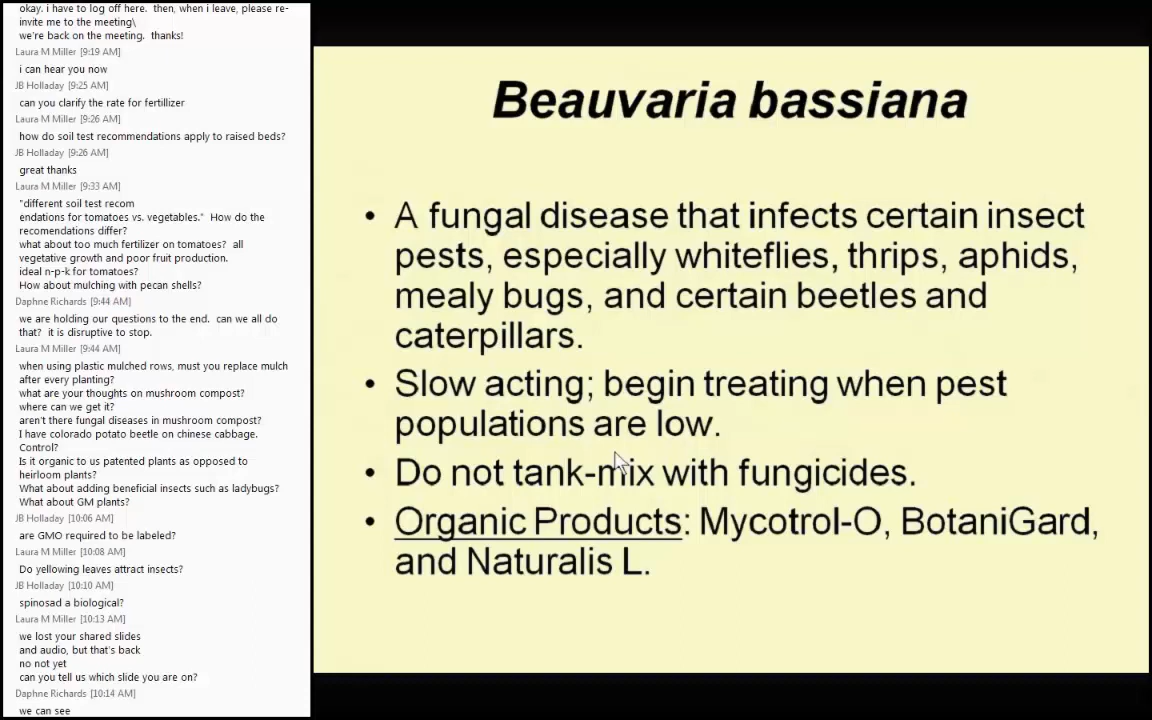 okay. i have to log off here. then, when i leave, please re-
invite me to the meeting\
we're back on the meeting. thanks!
Laura M Miller [9:19 AM]
i can hear you now
JB Holladay [9:25 AM]
can you clarify the rate for fertillizer
Laura M Miller [9:26 AM]
how do soil test recommendations apply to raised beds?
JB Holladay [9:26 AM]
great thanks
Laura M Miller [9:33 AM]
"different soil test recom
endations for tomatoes vs. vegetables." How do the
recomendations differ?
what about too much fertilizer on tomatoes? all
vegetative growth and poor fruit production.
ideal n-p-k for tomatoes?
How about mulching with pecan shells?
Daphne Richards [9:44 AM]
we are holding our questions to the end. can we all do
that? it is disruptive to stop.
Laura M Miller [9:44 AM]
when using plastic mulched rows, must you replace mulch
after every planting?
what are your thoughts on mushroom compost?
where can we get it?
aren't there fungal diseases in mushroom compost?
I have colorado potato beetle on chinese cabbage.
Control?
Is it organic to us patented plants as opposed to
heirloom plants?
What about adding beneficial insects such as ladybugs?
What about GM plants?
JB Holladay [10:06 AM]
are GMO required to be labeled?
Laura M Miller [10:08 AM]
Do yellowing leaves attract insects?
JB Holladay [10:10 AM]
spinosad a biological?
Laura M Miller [10:13 AM]
we lost your shared slides
and audio, but that's back
no not yet
can you tell us which slide you are on?
Daphne Richards [10:14 AM]
we can see
Beauvaria bassiana
• A fungal disease that infects certain insect
pests, especially whiteflies, thrips, aphids,
mealy bugs, and certain beetles and
caterpillars.
• Slow acting; begin treating when pest
populations are low.
• Do not tank-mix with fungicides.
• Organic Products: Mycotrol-O, BotaniGard,
and Naturalis L.